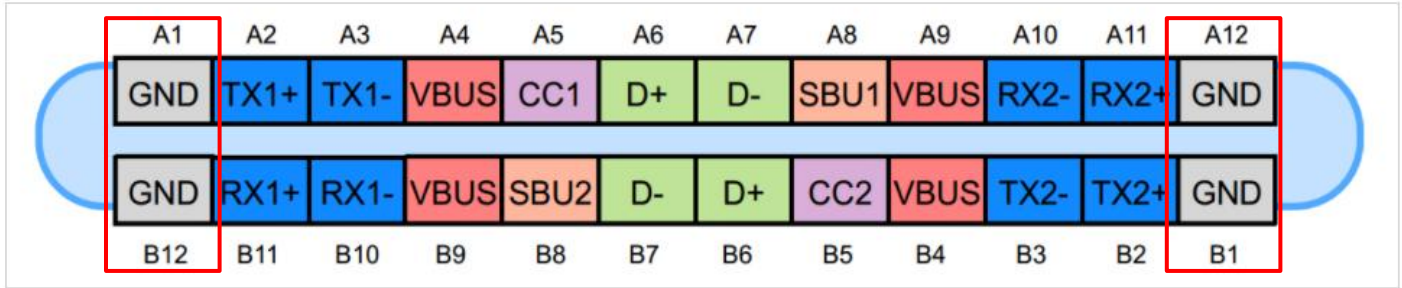 A1 A2 A3 A4 A5 A6 A7 A8 A9 A10 A11 A12
GND TX1+ TX1- VBUS CC1 D+ D- SBU1 VBUS RX2- RX2+ GND
GND RX1+ RX1- VBUS SBU2 D- D+ CC2 VBUS TX2- TX2+ GND
B12 B11 B10 B9 B8 B7 B6 B5 B4 B3 B2 B1